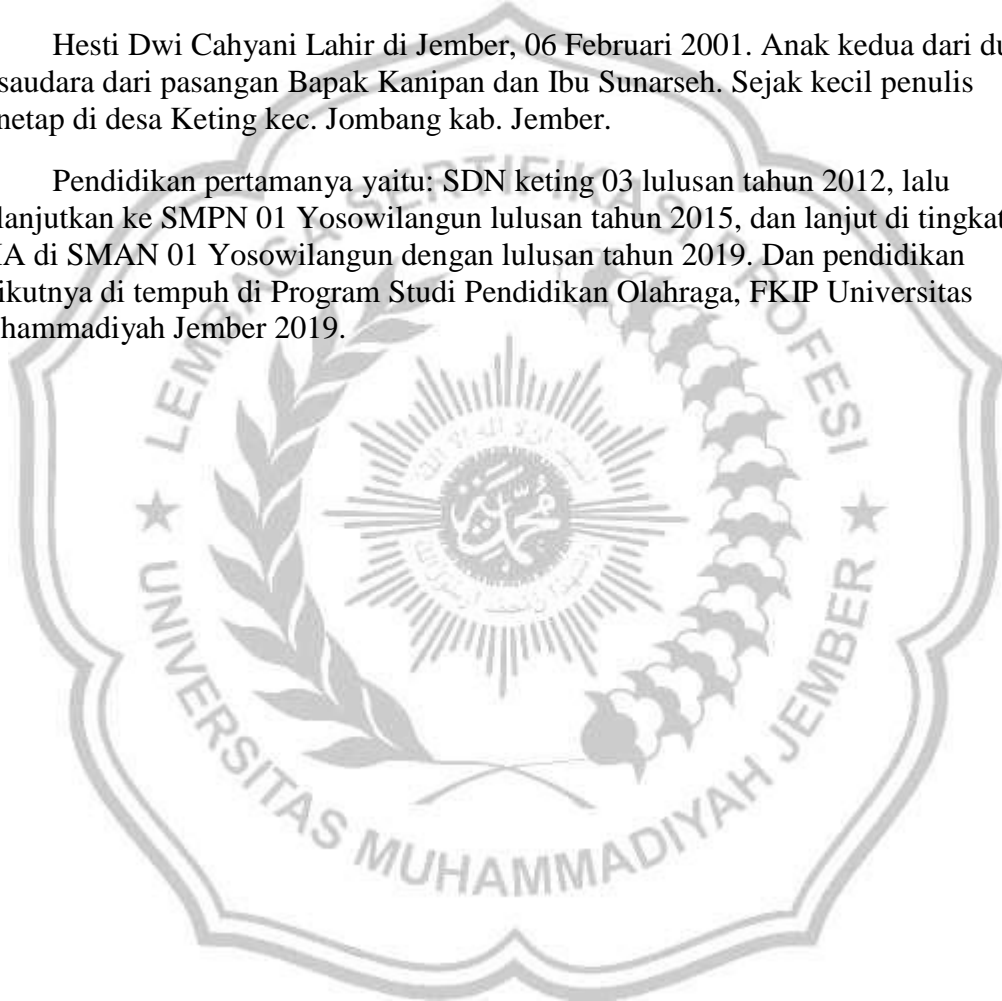 Hesti Dwi Cahyani Lahir di Jember, 06 Februari 2001. Anak kedua dari du
saudara dari pasangan Bapak Kanipan dan Ibu Sunarseh. Sejak kecil penulis
netap di desa Keting kec. Jombang kab. Jember.
Pendidikan pertamanya yaitu: SDN keting 03 lulusan tahun 2012, lalu
lanjutkan ke SMPN 01 Yosowilangun lulusan tahun 2015, dan lanjut di tingkat
A di SMAN 01 Yosowilangun dengan lulusan tahun 2019. Dan pendidikan
ikutnya di tempuh di Program Studi Pendidikan Olahraga, FKIP Universitas
hammadiyah Jember 2019.
LEMBAGA SERTIFIKASI PROFESI
UNIVERSITAS MUHAMMADIYAH JEMBER